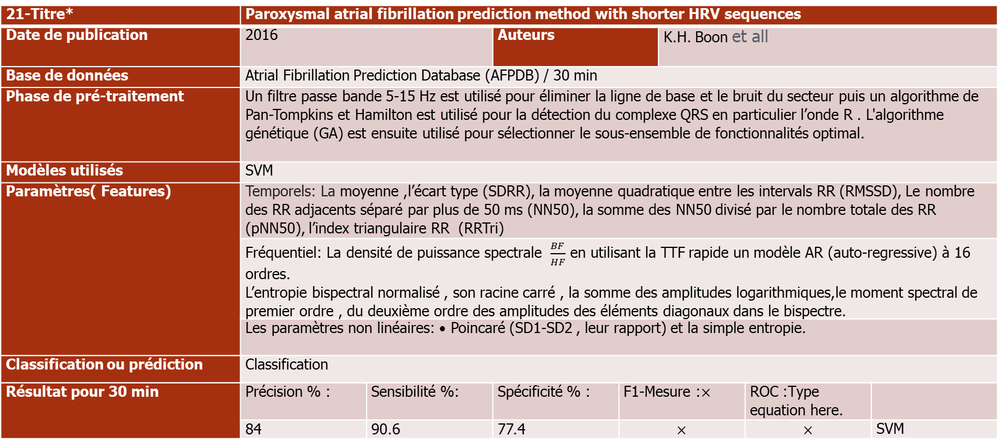 21-Titre* Paroxysmal atrial fibrillation prediction method with shorter HRV sequences
Date de publication 2016 Auteurs K.H. Boon et all
Base de données Atrial Fibrillation Prediction Database (AFPDB) / 30 min
Phase de pré-traitement Un filtre passe bande 5-15 Hz est utilisé pour éliminer la ligne de base et le bruit du secteur puis un algorithme de
Pan-Tompkins et Hamilton est utilisé pour la détection du complexe QRS en particulier l’onde R . L'algorithme
génétique (GA) est ensuite utilisé pour sélectionner le sous-ensemble de fonctionnalités optimal.
Modèles utilisés SVM
Paramètres( Features) Temporels: La moyenne ,l’écart type (SDRR), la moyenne quadratique entre les intervals RR (RMSSD), Le nombre
des RR adjacents séparé par plus de 50 ms (NN50), la somme des NN50 divisé par le nombre totale des RR
(pNN50), l’index triangulaire RR (RRTri)
Fréquentiel: La densité de puissance spectrale BF/HF en utilisant la TTF rapide un modèle AR (auto-regressive) à 16
ordres.
L’entropie bispectral normalisé , son racine carré , la somme des amplitudes logarithmiques,le moment spectral de
premier ordre , du deuxième ordre des amplitudes des éléments diagonaux dans le bispectre.
Les paramètres non linéaires: • Poincaré (SD1-SD2 , leur rapport) et la simple entropie.
Classification ou prédiction Classification
Résultat pour 30 min Précision % : Sensibilité %: Spécificité % : F1-Mesure :× ROC :Type
equation here.
84 90.6 77.4 × × SVM